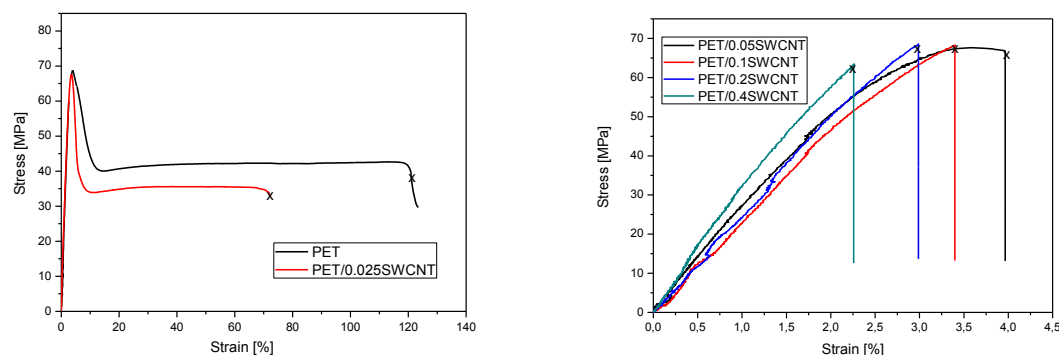 80
70
60
50
40
30
20
10
0
Stress [MPa]
0 20 40 60 80 100 120 140
Strain [%]
PET
PET/0.025SWCNT
x
x
70
60
50
40
30
20
10
0
Stress [MPa]
0,0 0,5 1,0 1,5 2,0 2,5 3,0 3,5 4,0 4,5
Strain [%]
PET/0.05SWCNT
PET/0.1SWCNT
PET/0.2SWCNT
PET/0.4SWCNT
x
x
x
x